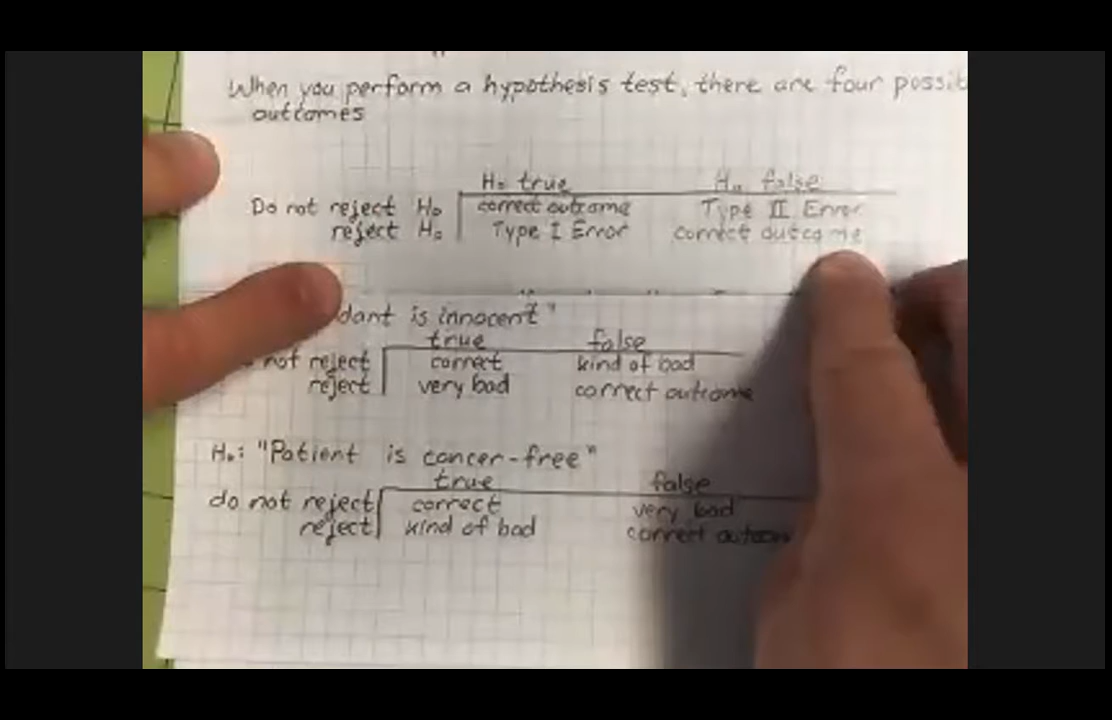 When you perform a hypothesis test, there are four possib
outcomes
H₀ true H₀ false
Do not reject H₀ correct outcome Type II Error
reject H₀ Type I Error correct outcome
dant is innocent"
true false
not reject correct kind of bad
reject very bad correct outcome
H₀: "Patient is cancer-free"
true false
do not reject correct very bad
reject kind of bad correct outcom